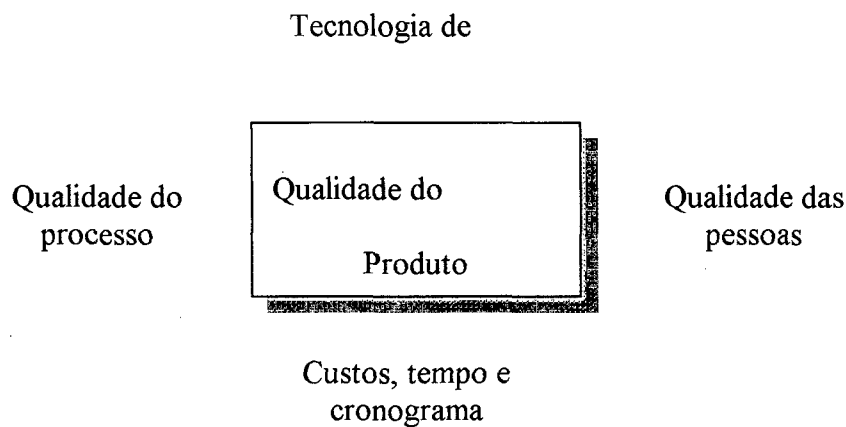 Tecnologia de
Qualidade do
processo
Qualidade do
Produto
Qualidade das
pessoas
Custos, tempo e
cronograma